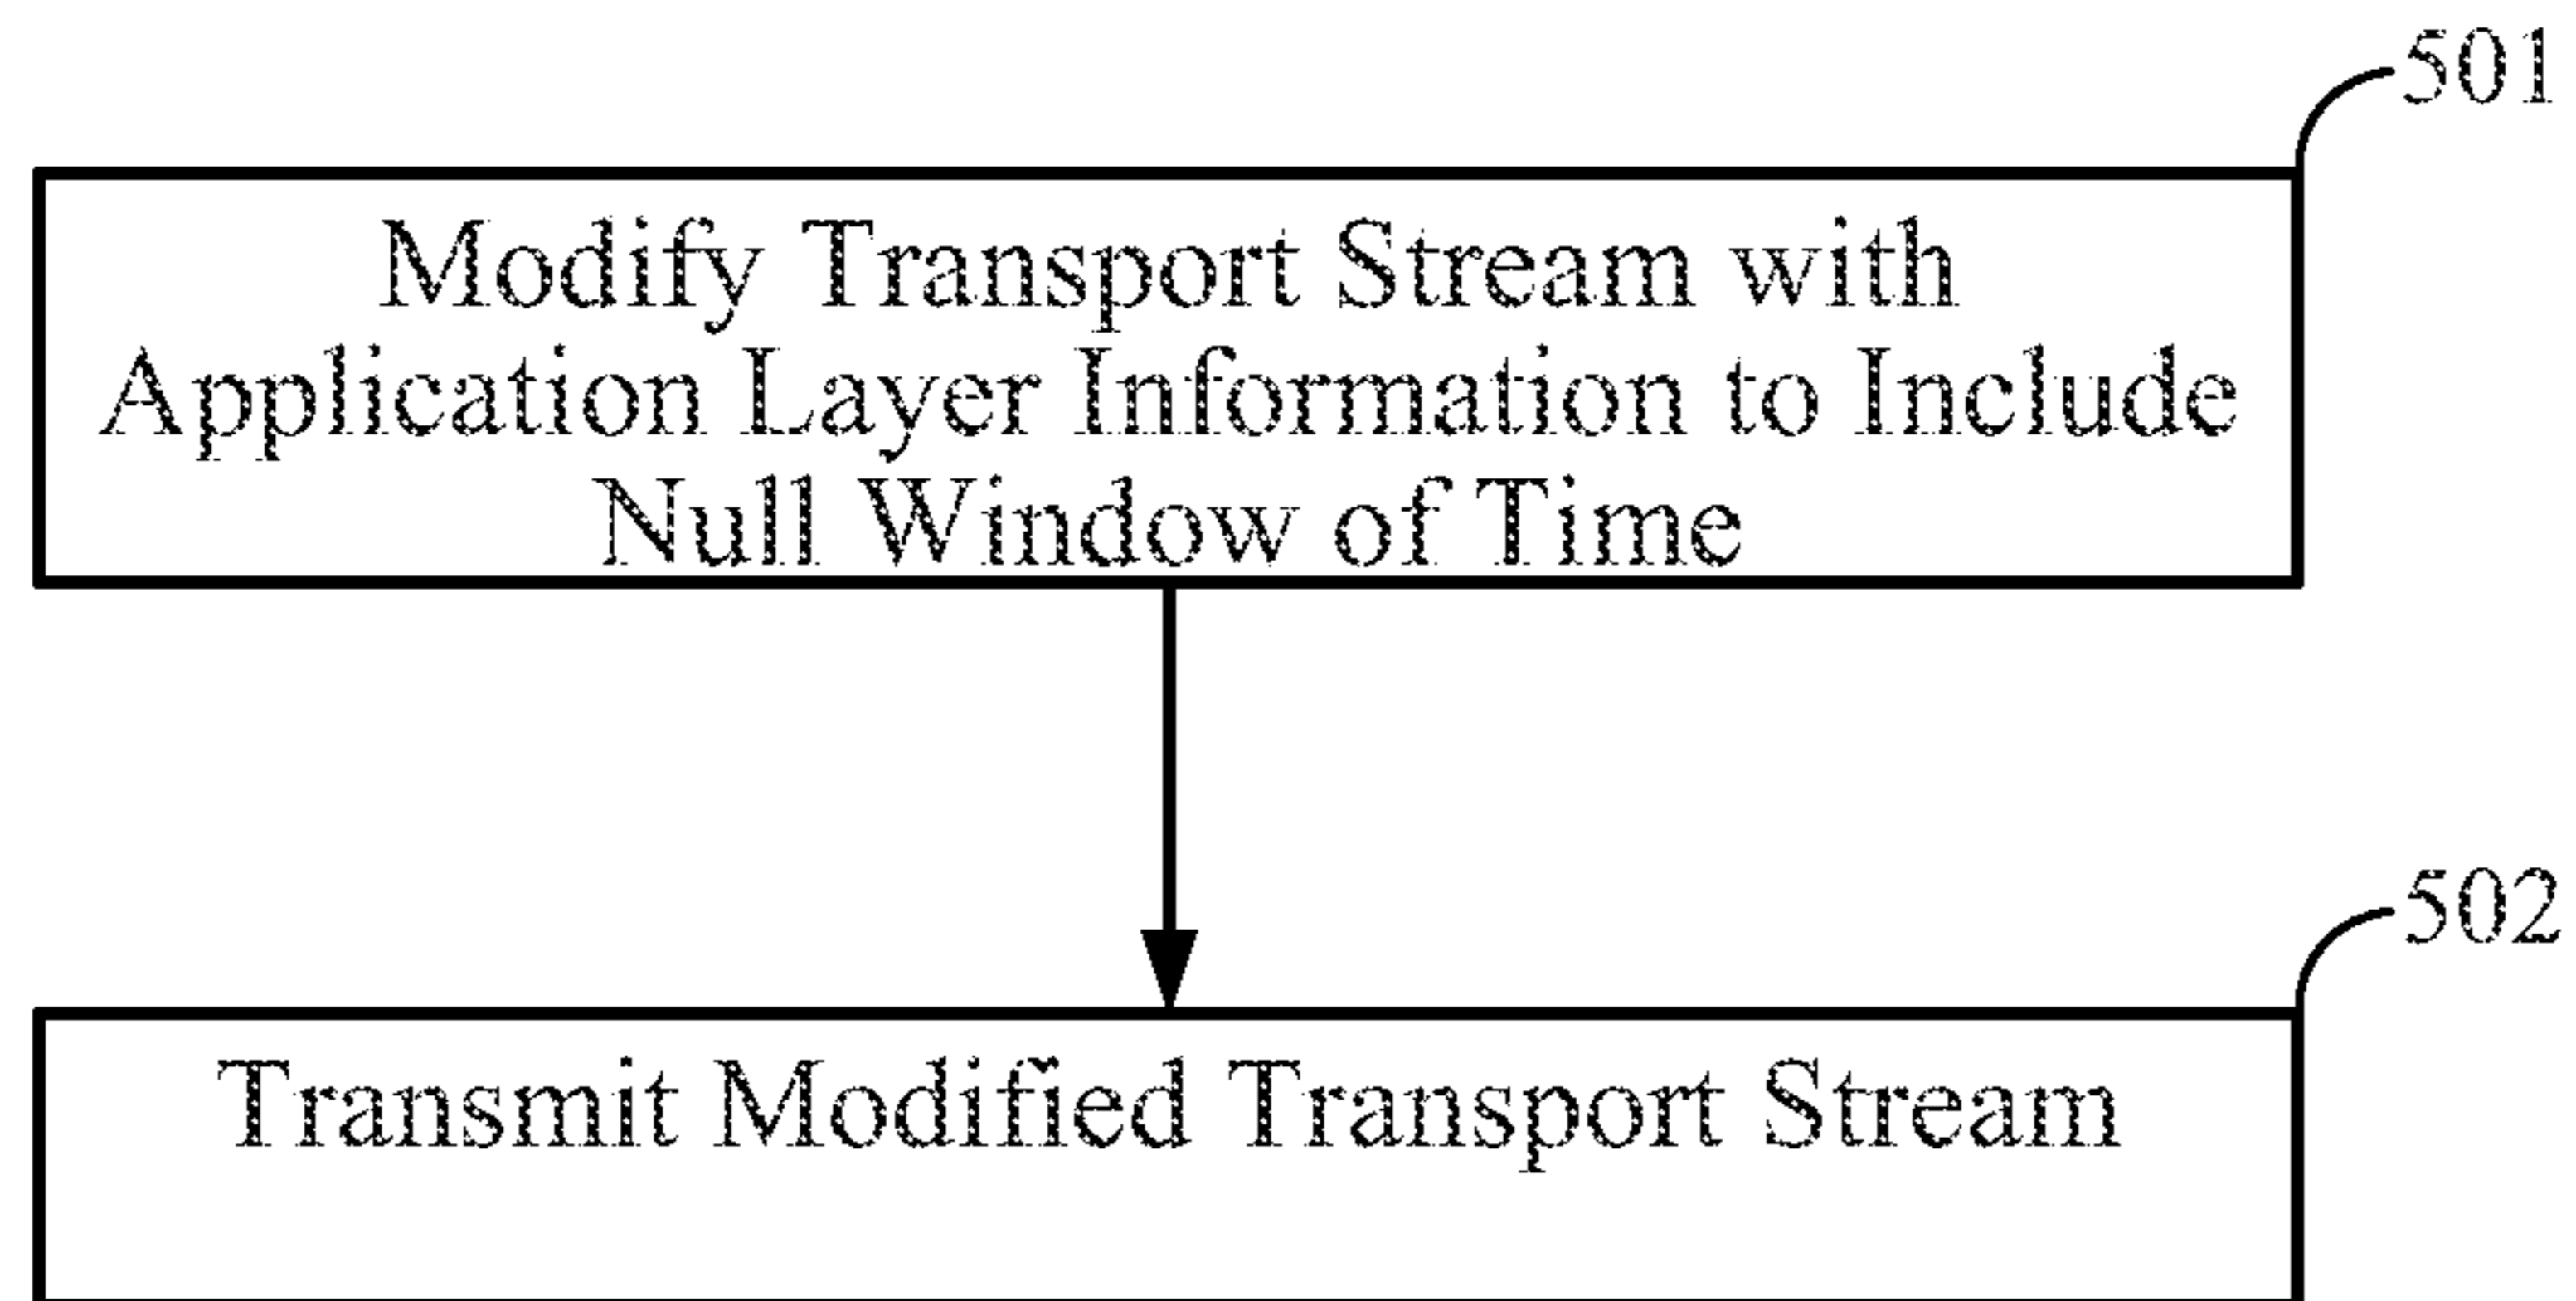 501
Modify Transport Stream with
Application Layer Information to Include
Null Window of Time
502
Transmit Modified Transport Stream